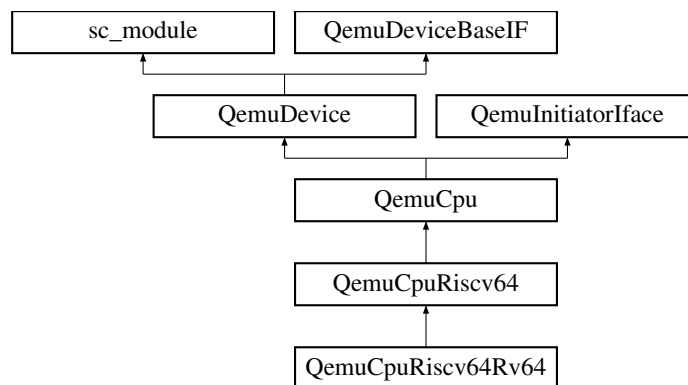 sc_module
QemuDeviceBaseIF
QemuDevice
QemuInitiatorIface
QemuCpu
QemuCpuRiscv64
QemuCpuRiscv64Rv64